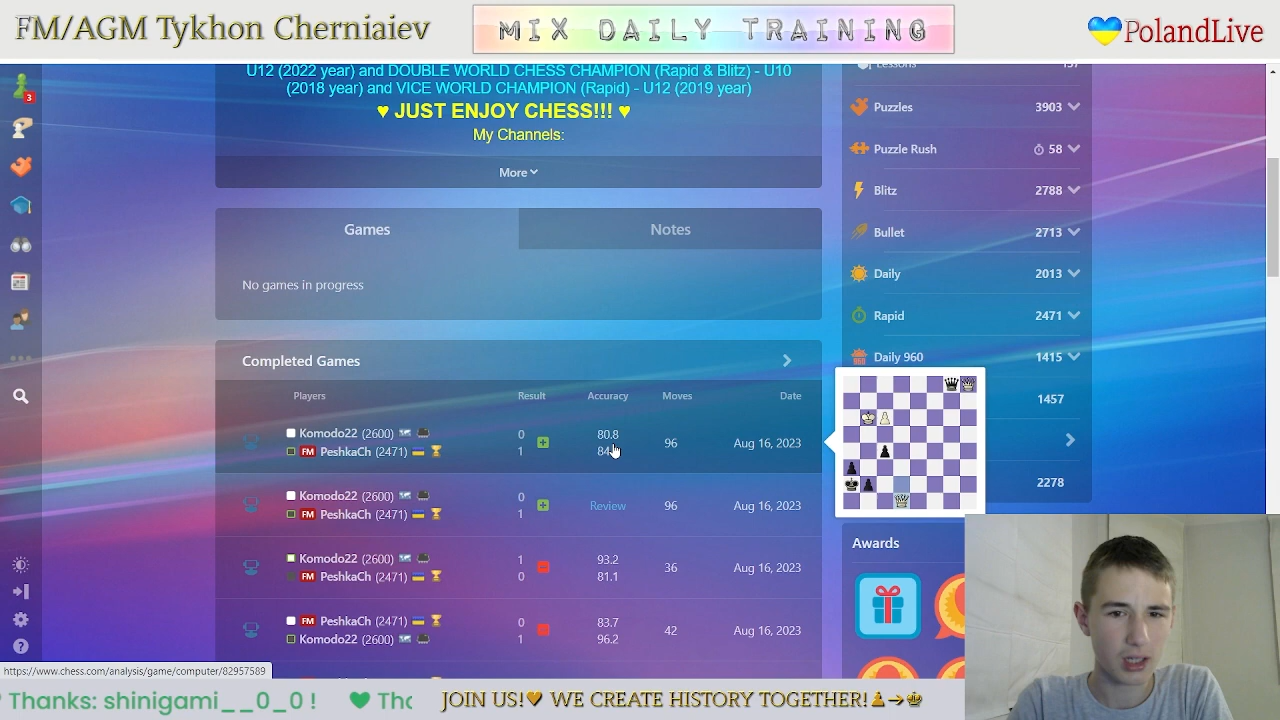 FM/AGM Tykhon Cherniaiev
MIX DAILY TRAINING
PolandLive
3
U12 (2022 year) and DOUBLE WORLD CHESS CHAMPION (Rapid & Blitz) - U10
(2018 year) and VICE WORLD CHAMPION (Rapid) - U12 (2019 year)
♥ JUST ENJOY CHESS!!! ♥
My Channels:
More
Games
Notes
No games in progress
Completed Games
Players Result Accuracy Moves Date
Komodo22 (2600) 0 80.8
FM PeshkaCh (2471) 1 84
96 Aug 16, 2023
Komodo22 (2600) 0
FM PeshkaCh (2471) 1
Review 96 Aug 16, 2023
Komodo22 (2600) 1 93.2
FM PeshkaCh (2471) 0 81.1
36 Aug 16, 2023
FM PeshkaCh (2471) 0 83.7
Komodo22 (2600) 1 96.2
42 Aug 16, 2023
Lessons 137
Puzzles 3903
Puzzle Rush 58
Blitz 2788
Bullet 2713
Daily 2013
Rapid 2471
Daily 960 1415
1457
2278
Awards
https://www.chess.com/analysis/game/computer/82957589
Thanks: shinigami__0_0 !
♥ Tha
JOIN US!♥ WE CREATE HISTORY TOGETHER!♟→♚